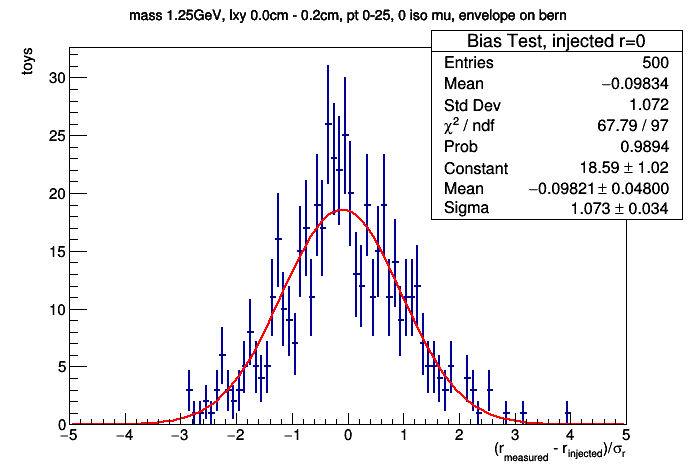 mass 1.25GeV, lxy 0.0cm - 0.2cm, pt 0-25, 0 iso mu, envelope on bern
toys
Bias Test, injected r=0
Entries 500
Mean −0.09834
Std Dev 1.072
χ² / ndf 67.79 / 97
Prob 0.9894
Constant 18.59 ± 1.02
Mean −0.09821 ± 0.04800
Sigma 1.073 ± 0.034
30
25
20
15
10
5
0
−5 −4 −3 −2 −1 0 1 2 3 4 5
(r_measured - r_injected)/σ_r